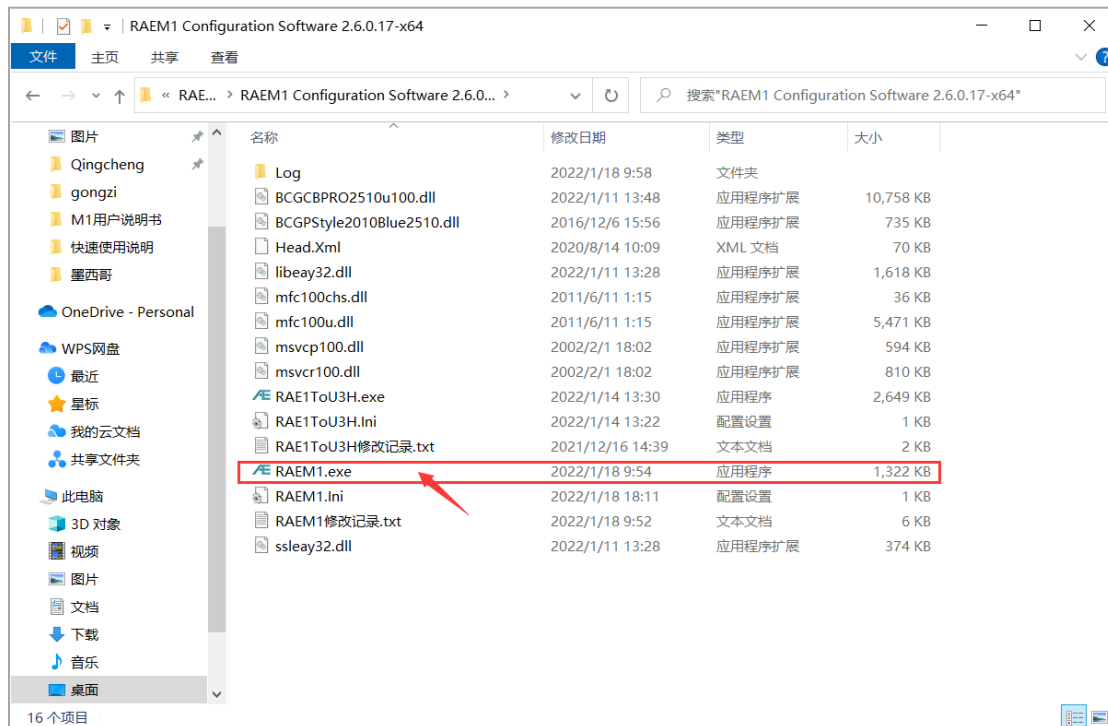 RAEM1 Configuration Software 2.6.0.17-x64
文件 主页 共享 查看
« RAE... › RAEM1 Configuration Software 2.6.0... › 搜索"RAEM1 Configuration Software 2.6.0.17-x64"
图片
Qingcheng
gongzi
M1用户说明书
快速使用说明
墨西哥
OneDrive - Personal
WPS网盘
最近
星标
我的云文档
共享文件夹
此电脑
3D 对象
视频
图片
文档
下载
音乐
桌面
名称 修改日期 类型 大小
Log 2022/1/18 9:58 文件夹
BCGCBPRO2510u100.dll 2022/1/11 13:48 应用程序扩展 10,758 KB
BCGPStyle2010Blue2510.dll 2016/12/6 15:56 应用程序扩展 735 KB
Head.Xml 2020/8/14 10:09 XML 文档 70 KB
libeay32.dll 2022/1/11 13:28 应用程序扩展 1,618 KB
mfc100chs.dll 2011/6/11 1:15 应用程序扩展 36 KB
mfc100u.dll 2011/6/11 1:15 应用程序扩展 5,471 KB
msvcp100.dll 2002/2/1 18:02 应用程序扩展 594 KB
msvcr100.dll 2002/2/1 18:02 应用程序扩展 810 KB
RAE1ToU3H.exe 2022/1/14 13:30 应用程序 2,649 KB
RAE1ToU3H.Ini 2022/1/14 13:22 配置设置 1 KB
RAE1ToU3H修改记录.txt 2021/12/16 14:39 文本文档 2 KB
RAEM1.exe 2022/1/18 9:54 应用程序 1,322 KB
RAEM1.Ini 2022/1/18 18:11 配置设置 1 KB
RAEM1修改记录.txt 2022/1/18 9:52 文本文档 6 KB
ssleay32.dll 2022/1/11 13:28 应用程序扩展 374 KB
16 个项目